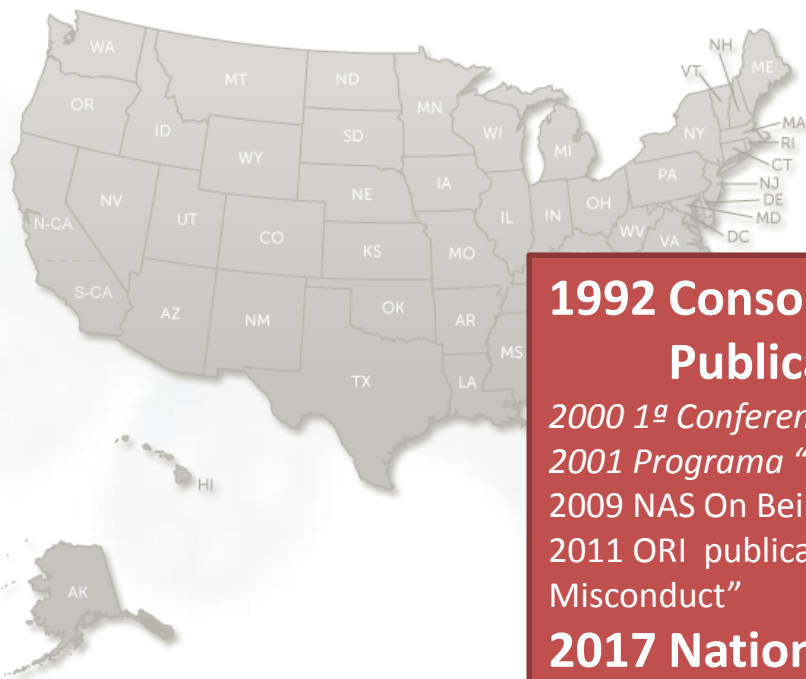 NH
WA
VT
ME
MT
ND
OR
MN
MA
ID
SD
WI
NY
RI
MI
WY
CT
PA
IA
NJ
NE
NV
OH
DE
IL
IN
MD
UT
N-CA
WV
CO
VA
DC
KS
MO
S-CA
OK
AZ
NM
AR
MS
TX
LA
HI
AK
1992 Conso
Publica
2000 1ª Conferen
2001 Programa “
2009 NAS On Bei
2011 ORI publica
Misconduct”
2017 Nation